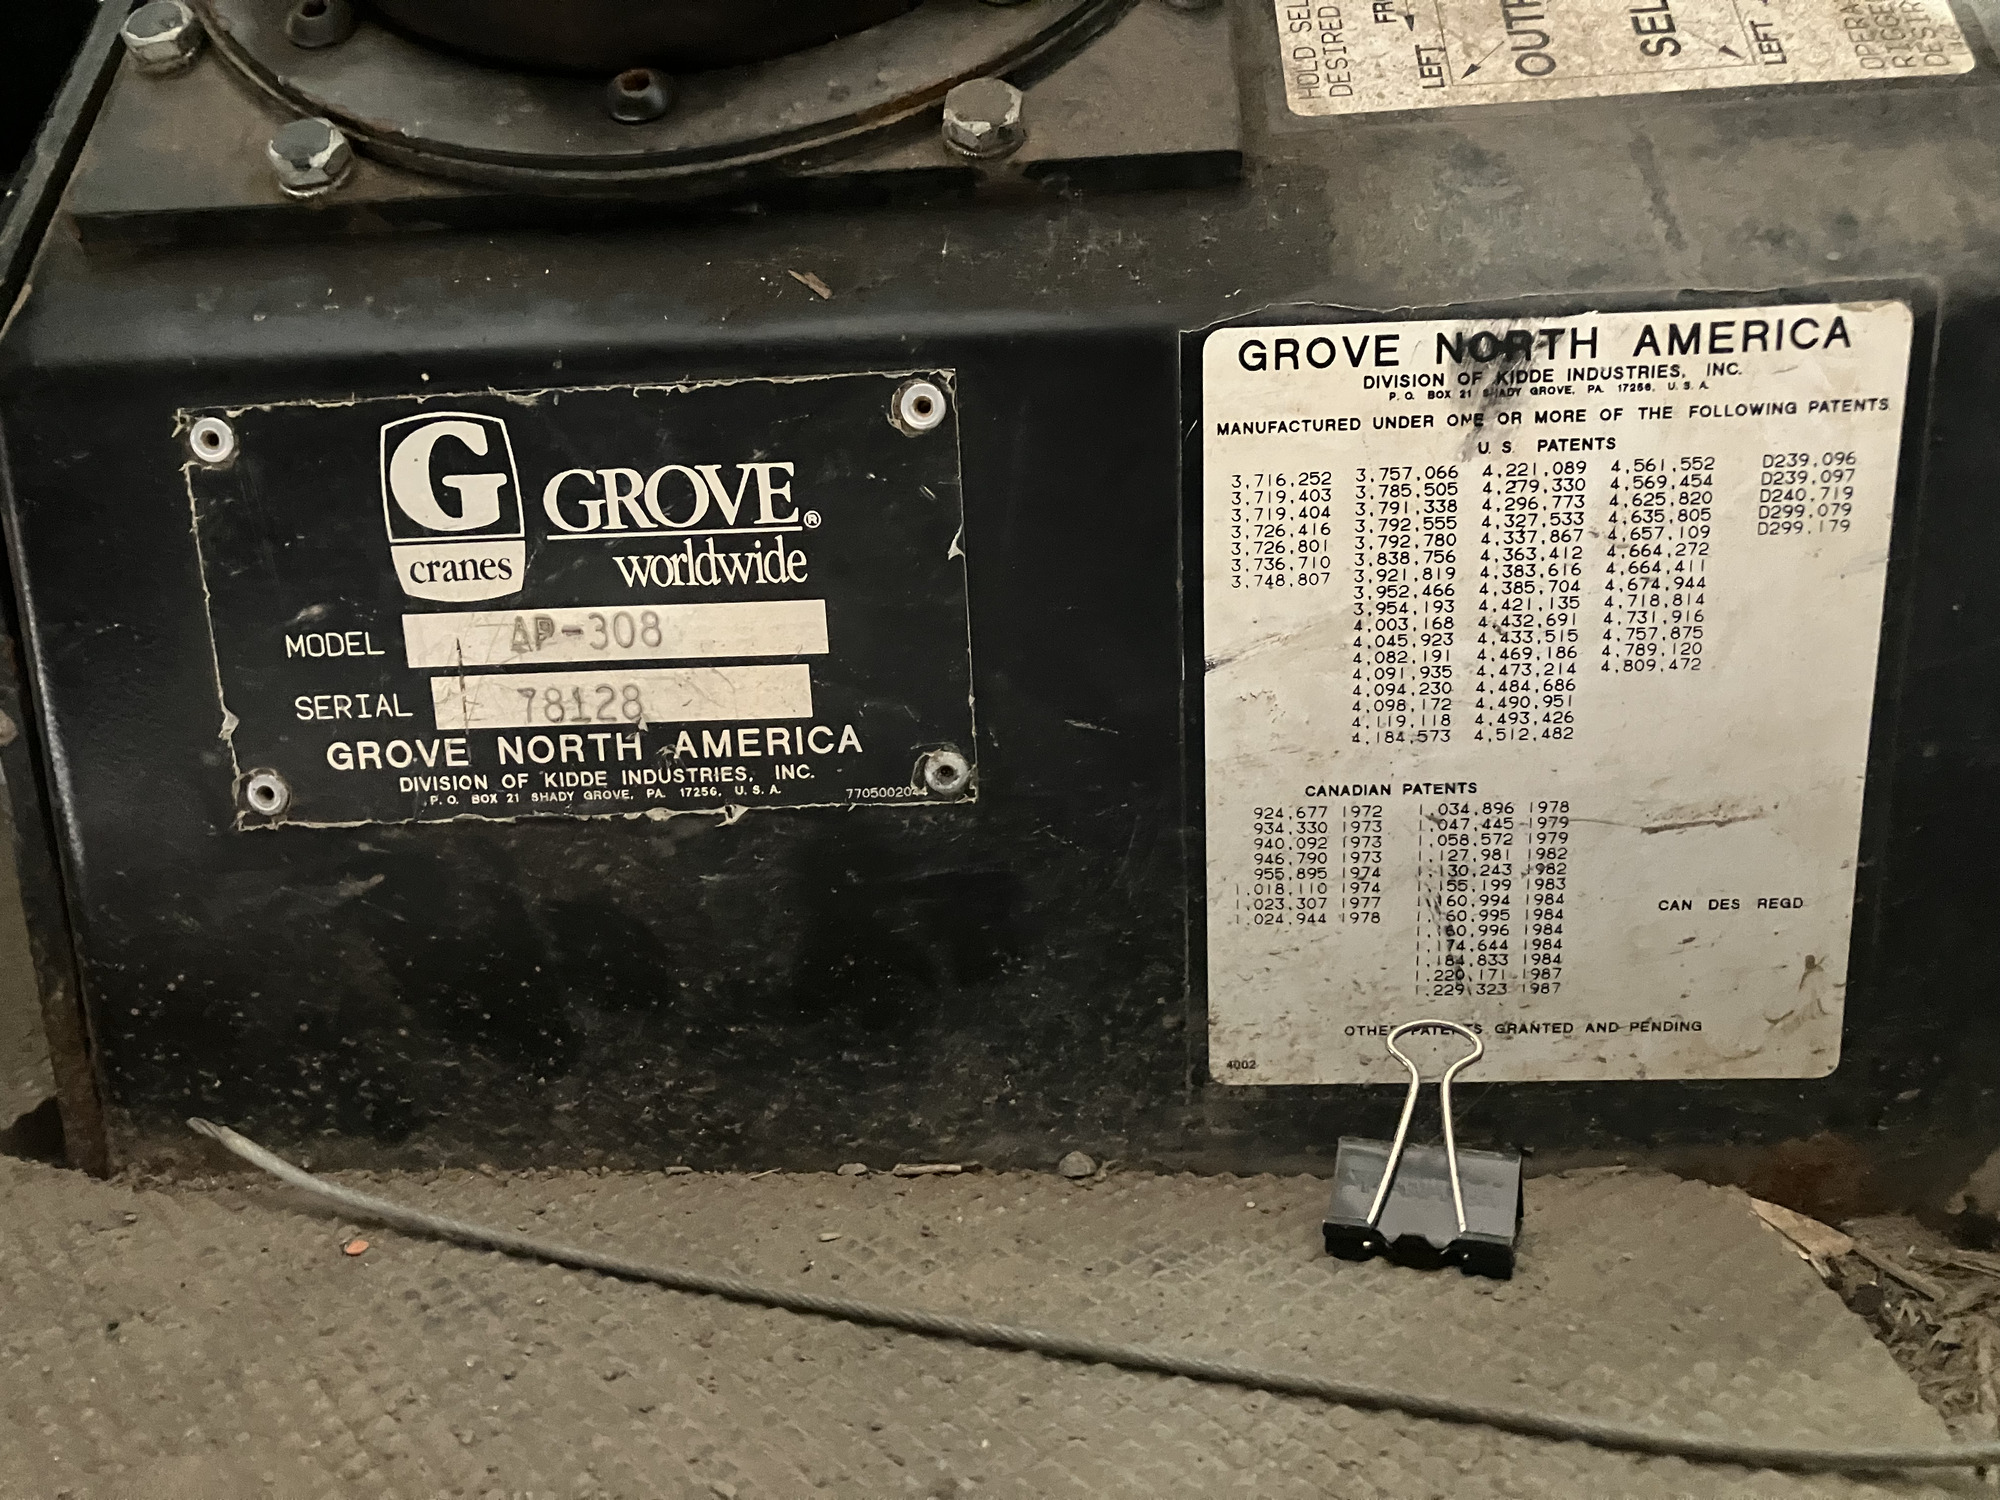 HOLD SEL
DESIRED
FR
LEFT
OUTR
SEL
LEFT
OPERA
RIGGE
DESIR
G
cranes
GROVE®
worldwide
MODEL AP-308
SERIAL 78128
GROVE NORTH AMERICA
DIVISION OF KIDDE INDUSTRIES, INC.
P. O. BOX 21 SHADY GROVE, PA. 17256, U. S. A.
7705002044
GROVE NORTH AMERICA
DIVISION OF KIDDE INDUSTRIES, INC.
P. O. BOX 21 SHADY GROVE, PA. 17256, U. S. A.
MANUFACTURED UNDER ONE OR MORE OF THE FOLLOWING PATENTS
U. S. PATENTS
3,716,252 3,757,066 4,221,089 4,561,552 D239,096
3,719,403 3,785,505 4,279,330 4,569,454 D239,097
3,719,404 3,791,338 4,296,773 4,625,820 D240,719
3,726,416 3,792,555 4,327,533 4,635,805 D299,079
3,726,801 3,792,780 4,337,867 4,657,109 D299,179
3,736,710 3,838,756 4,363,412 4,664,272
3,748,807 3,921,819 4,383,616 4,664,411
3,952,466 4,385,704 4,674,944
3,954,193 4,421,135 4,718,814
4,003,168 4,432,691 4,731,916
4,045,923 4,433,515 4,757,875
4,082,191 4,469,186 4,789,120
4,091,935 4,473,214 4,809,472
4,094,230 4,484,686
4,098,172 4,490,951
4,119,118 4,493,426
4,184,573 4,512,482
CANADIAN PATENTS
924,677 1972 1,034,896 1978
934,330 1973 1,047,445 1979
940,092 1973 1,058,572 1979
946,790 1973 1,127,981 1982
955,895 1974 1,130,243 1982
1,018,110 1974 1,155,199 1983
1,023,307 1977 1,160,994 1984 CAN DES REGD
1,024,944 1978 1,160,995 1984
1,160,996 1984
1,174,644 1984
1,184,833 1984
1,220,171 1987
1,229,323 1987
OTHER PATENTS GRANTED AND PENDING
4002